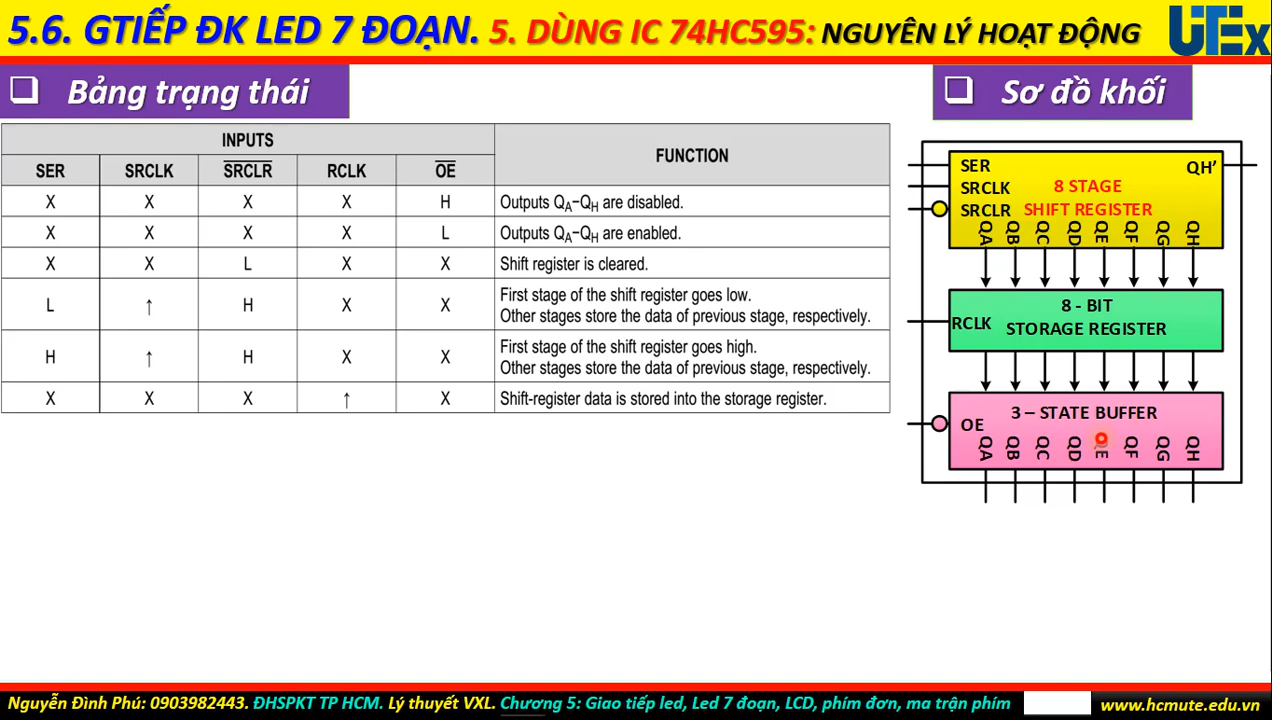 5.6. GTIẾP ĐK LED 7 ĐOẠN. 5. DÙNG IC 74HC595: NGUYÊN LÝ HOẠT ĐỘNG
UTEx
Bảng trạng thái
Sơ đồ khối
INPUTS
FUNCTION
SER SRCLK SRCLR RCLK OE
X X X X H Outputs QA–QH are disabled.
X X X X L Outputs QA–QH are enabled.
X X L X X Shift register is cleared.
L ↑ H X X First stage of the shift register goes low.
Other stages store the data of previous stage, respectively.
H ↑ H X X First stage of the shift register goes high.
Other stages store the data of previous stage, respectively.
X X X ↑ X Shift-register data is stored into the storage register.
SER QH’
SRCLK 8 STAGE
SRCLR SHIFT REGISTER
QA QB QC QD QE QF QG QH
8 - BIT
RCLK STORAGE REGISTER
3 – STATE BUFFER
OE
QA QB QC QD QE QF QG QH
Nguyễn Đình Phú: 0903982443. ĐHSPKT TP HCM. Lý thuyết VXL. Chương 5: Giao tiếp led, Led 7 đoạn, LCD, phím đơn, ma trận phím
www.hcmute.edu.vn